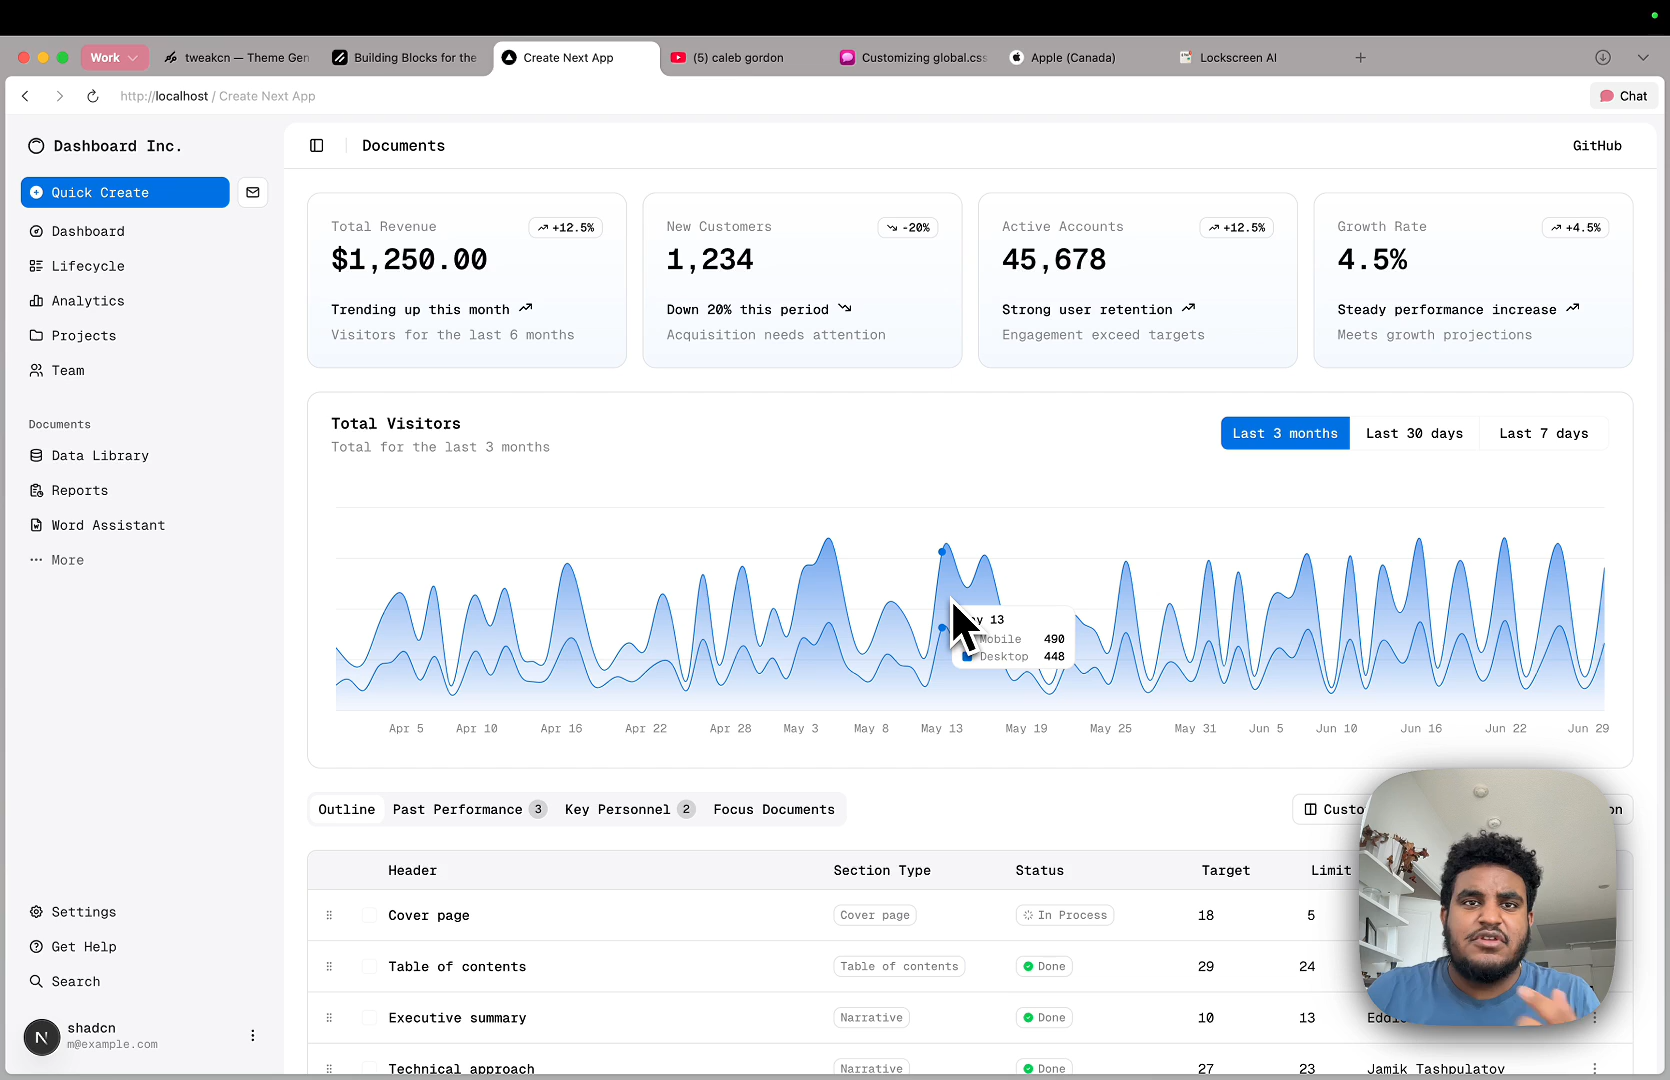 Work
tweakcn — Theme Gen
Building Blocks for the
Create Next App
(5) caleb gordon
Customizing global.css
Apple (Canada)
Lockscreen AI
http://localhost / Create Next App
Chat
Dashboard Inc.
Documents
GitHub
Quick Create
Dashboard
Lifecycle
Analytics
Projects
Team
Documents
Data Library
Reports
Word Assistant
More
Settings
Get Help
Search
N
shadcn
m@example.com
Total Revenue
+12.5%
$1,250.00
Trending up this month
Visitors for the last 6 months
New Customers
-20%
1,234
Down 20% this period
Acquisition needs attention
Active Accounts
+12.5%
45,678
Strong user retention
Engagement exceed targets
Growth Rate
+4.5%
4.5%
Steady performance increase
Meets growth projections
Total Visitors
Total for the last 3 months
Last 3 months
Last 30 days
Last 7 days
13
Mobile 490
Desktop 448
Apr 5 Apr 10 Apr 16 Apr 22 Apr 28 May 3 May 8 May 13 May 19 May 25 May 31 Jun 5 Jun 10 Jun 16 Jun 22 Jun 29
Outline Past Performance 3 Key Personnel 2 Focus Documents
Custo
on
Header Section Type Status Target Limit
Cover page Cover page In Process 18 5
Table of contents Table of contents Done 29 24
Executive summary Narrative Done 10 13 Eddi
Technical approach Narrative Done 27 23 Jamik Tashpulatov